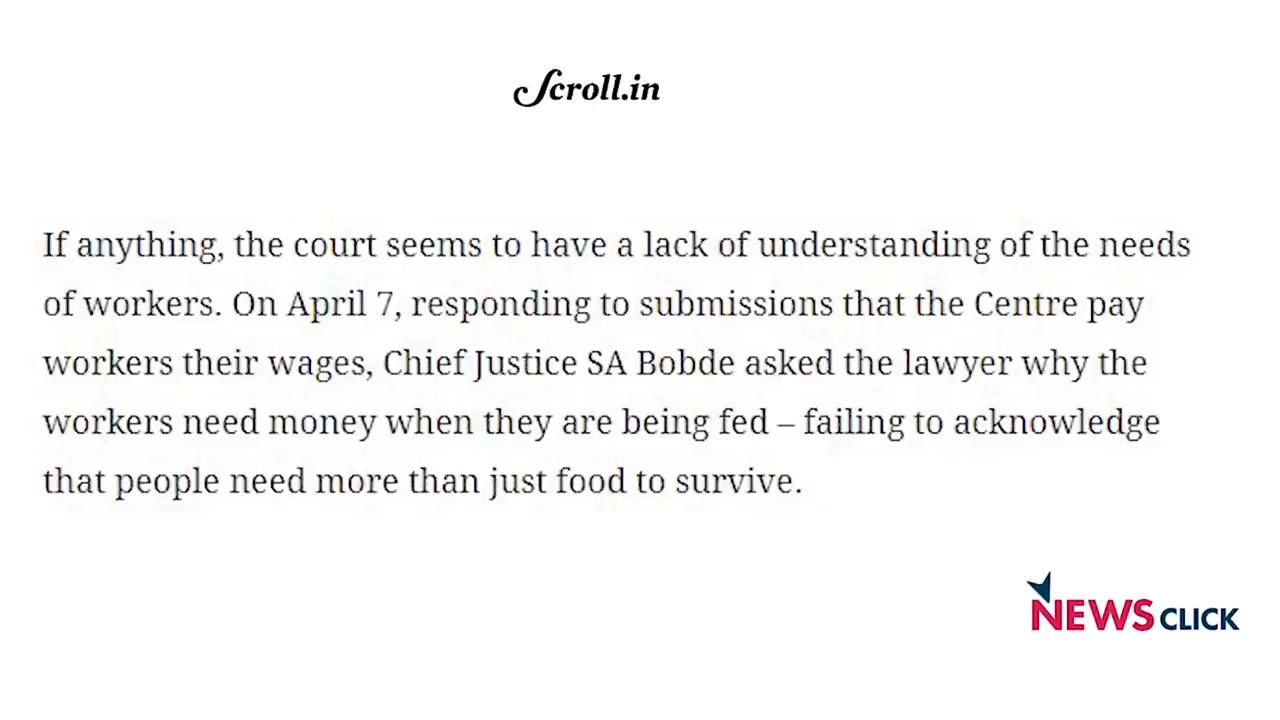 Scroll.in
If anything, the court seems to have a lack of understanding of the needs
of workers. On April 7, responding to submissions that the Centre pay
workers their wages, Chief Justice SA Bobde asked the lawyer why the
workers need money when they are being fed – failing to acknowledge
that people need more than just food to survive.
NEWS CLICK